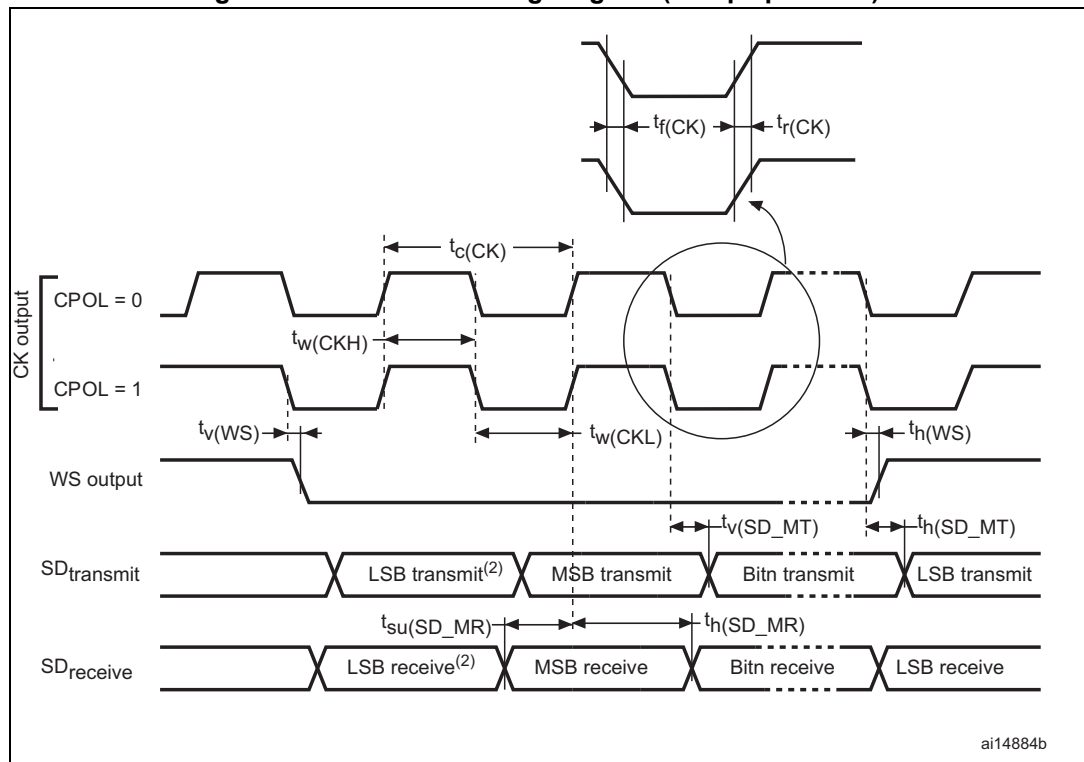 tf(CK)
tr(CK)
tc(CK)
CK output
CPOL = 0
tw(CKH)
CPOL = 1
tv(WS)
tw(CKL)
th(WS)
WS output
tv(SD_MT)
th(SD_MT)
SDtransmit
LSB transmit(2)
MSB transmit
Bitn transmit
LSB transmit
tsu(SD_MR)
th(SD_MR)
SDreceive
LSB receive(2)
MSB receive
Bitn receive
LSB receive
ai14884b